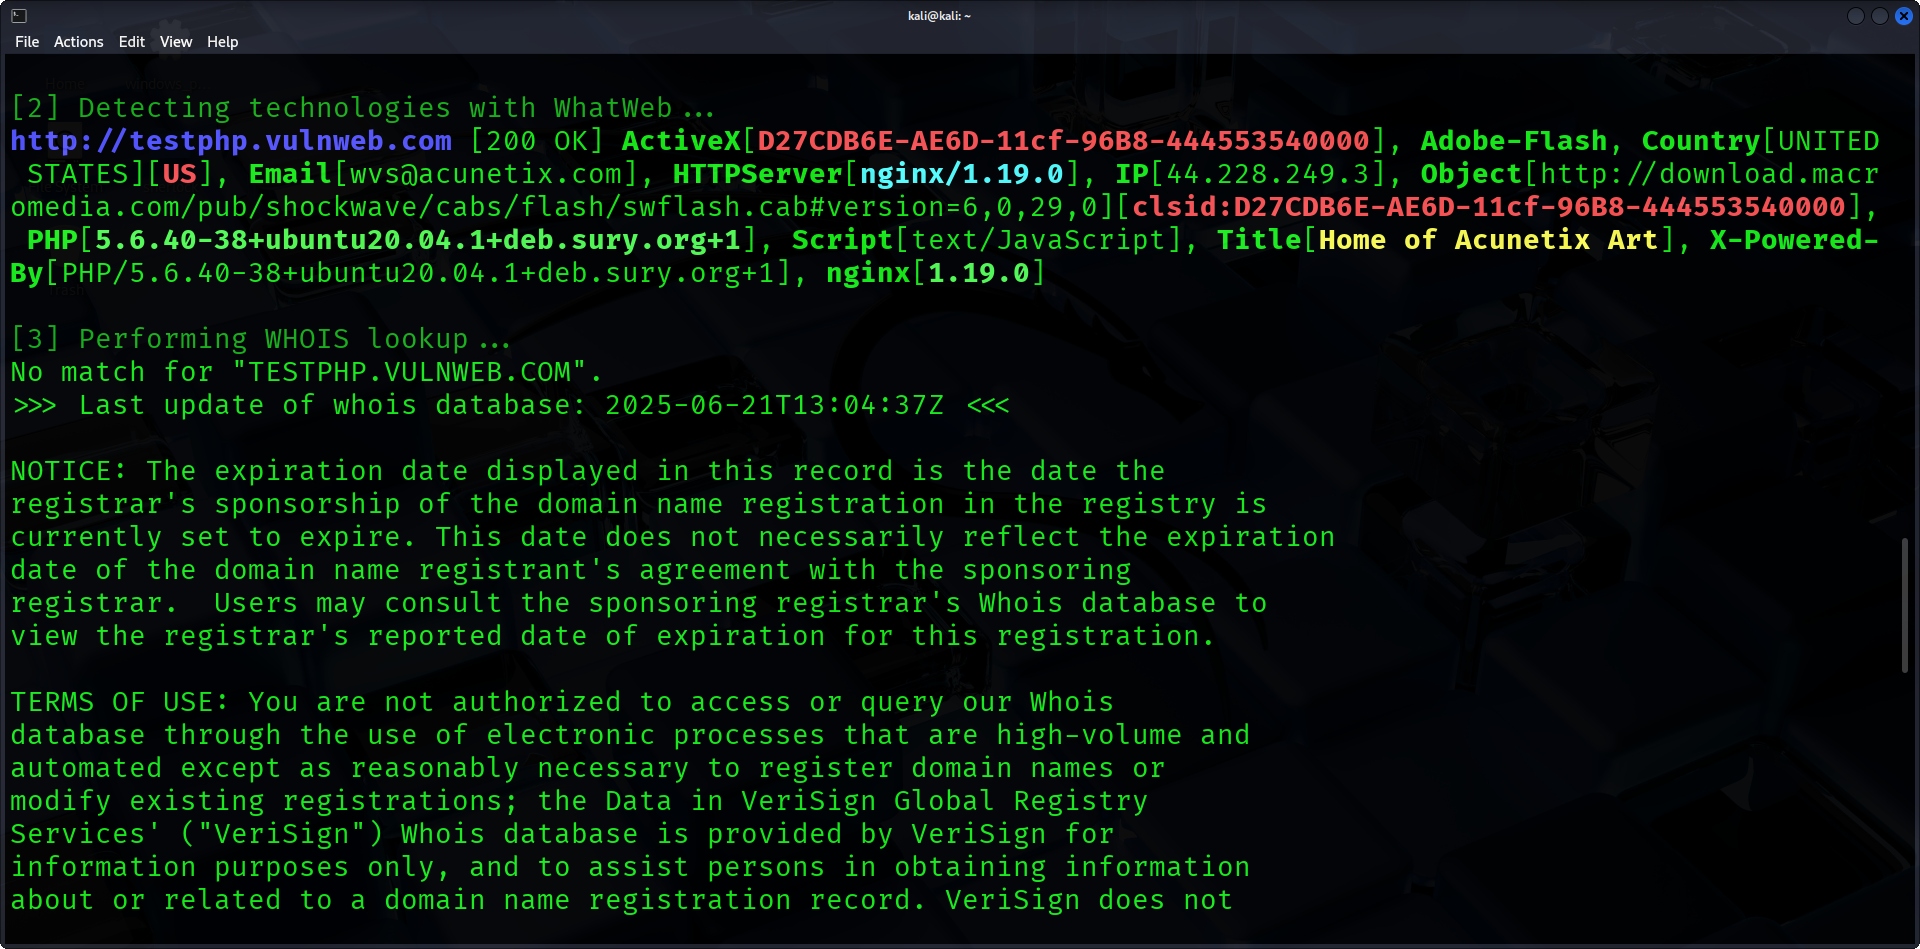 kali@kali: ~
File Actions Edit View Help
[2] Detecting technologies with WhatWeb...
http://testphp.vulnweb.com [200 OK] ActiveX[D27CDB6E-AE6D-11cf-96B8-444553540000], Adobe-Flash, Country[UNITED
STATES][US], Email[wvs@acunetix.com], HTTPServer[nginx/1.19.0], IP[44.228.249.3], Object[http://download.macr
omedia.com/pub/shockwave/cabs/flash/swflash.cab#version=6,0,29,0][clsid:D27CDB6E-AE6D-11cf-96B8-444553540000],
PHP[5.6.40-38+ubuntu20.04.1+deb.sury.org+1], Script[text/JavaScript], Title[Home of Acunetix Art], X-Powered-
By[PHP/5.6.40-38+ubuntu20.04.1+deb.sury.org+1], nginx[1.19.0]
[3] Performing WHOIS lookup...
No match for "TESTPHP.VULNWEB.COM".
>>> Last update of whois database: 2025-06-21T13:04:37Z <<<
NOTICE: The expiration date displayed in this record is the date the
registrar's sponsorship of the domain name registration in the registry is
currently set to expire. This date does not necessarily reflect the expiration
date of the domain name registrant's agreement with the sponsoring
registrar.  Users may consult the sponsoring registrar's Whois database to
view the registrar's reported date of expiration for this registration.
TERMS OF USE: You are not authorized to access or query our Whois
database through the use of electronic processes that are high-volume and
automated except as reasonably necessary to register domain names or
modify existing registrations; the Data in VeriSign Global Registry
Services' ("VeriSign") Whois database is provided by VeriSign for
information purposes only, and to assist persons in obtaining information
about or related to a domain name registration record. VeriSign does not